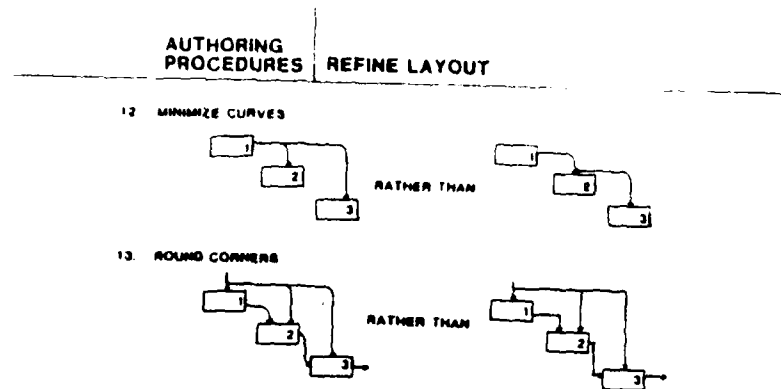 AUTHORING
PROCEDURES REFINE LAYOUT
12 MINIMIZE CURVES
1 1
2 RATHER THAN 2
3 3
13. ROUND CORNERS
1 1
2 RATHER THAN 2
3 3